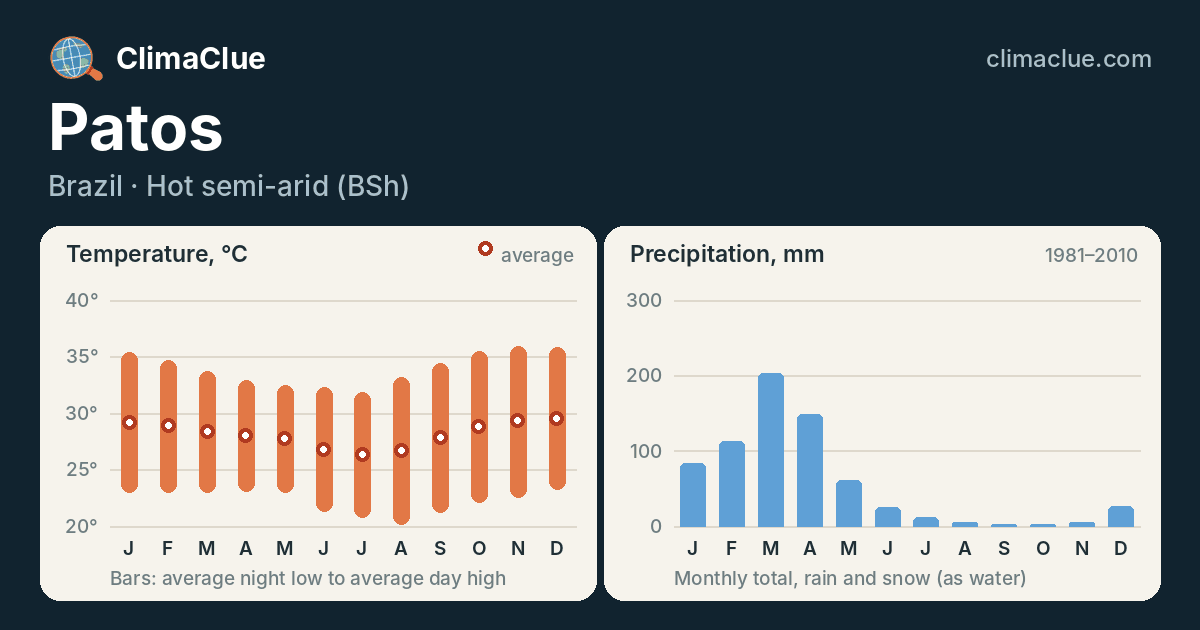 ClimaClue
climaclue.com
Patos
Brazil · Hot semi-arid (BSh)
Temperature, °C
average
40°
35°
30°
25°
20°
J F M A M J J A S O N D
Bars: average night low to average day high
Precipitation, mm
1981–2010
300
200
100
0
J F M A M J J A S O N D
Monthly total, rain and snow (as water)